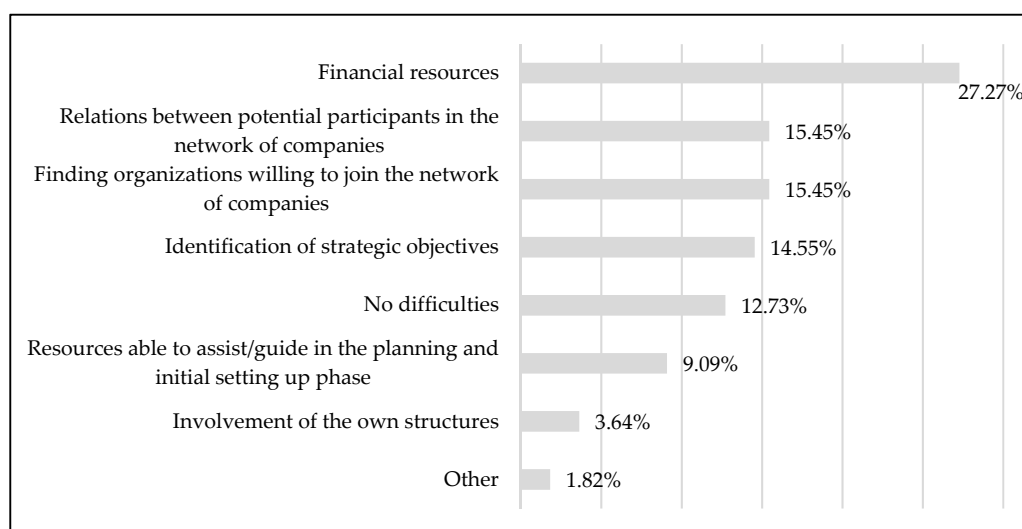 Financial resources
27.27%
Relations between potential participants in the
network of companies
15.45%
Finding organizations willing to join the network
of companies
15.45%
Identification of strategic objectives
14.55%
No difficulties
12.73%
Resources able to assist/guide in the planning and
initial setting up phase
9.09%
Involvement of the own structures
3.64%
Other
1.82%